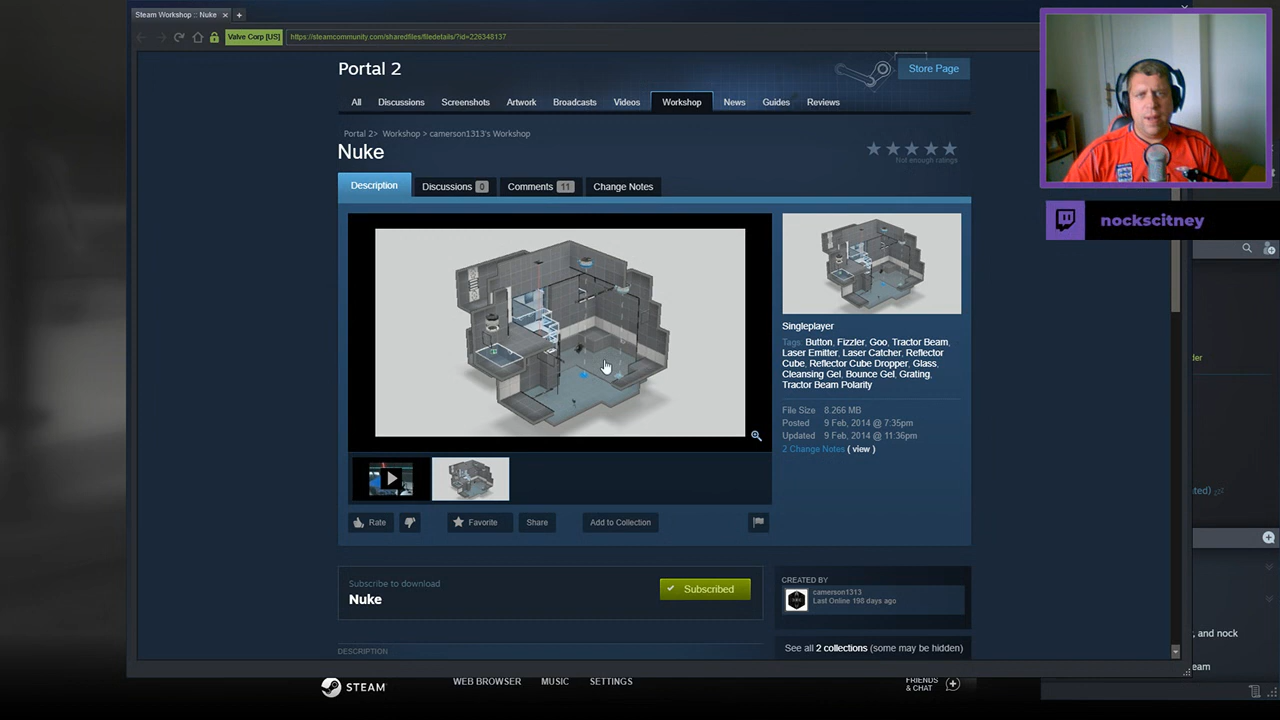 Steam Workshop :: Nuke
Valve Corp [US]
https://steamcommunity.com/sharedfiles/filedetails/?id=226348137
Portal 2
Store Page
All
Discussions
Screenshots
Artwork
Broadcasts
Videos
Workshop
News
Guides
Reviews
Portal 2> Workshop > camerson1313's Workshop
Nuke
Not enough ratings
Description
Discussions 0
Comments 11
Change Notes
Singleplayer
Tags: Button, Fizzler, Goo, Tractor Beam,
Laser Emitter, Laser Catcher, Reflector
Cube, Reflector Cube Dropper, Glass,
Cleansing Gel, Bounce Gel, Grating,
Tractor Beam Polarity
File Size 8.266 MB
Posted 9 Feb, 2014 @ 7:35pm
Updated 9 Feb, 2014 @ 11:36pm
2 Change Notes ( view )
Rate
Favorite
Share
Add to Collection
Subscribe to download
Nuke
Subscribed
CREATED BY
camerson1313
Last Online 198 days ago
See all 2 collections (some may be hidden)
DESCRIPTION
STEAM
WEB BROWSER
MUSIC
SETTINGS
FRIENDS
& CHAT
nockscitney
, and nock